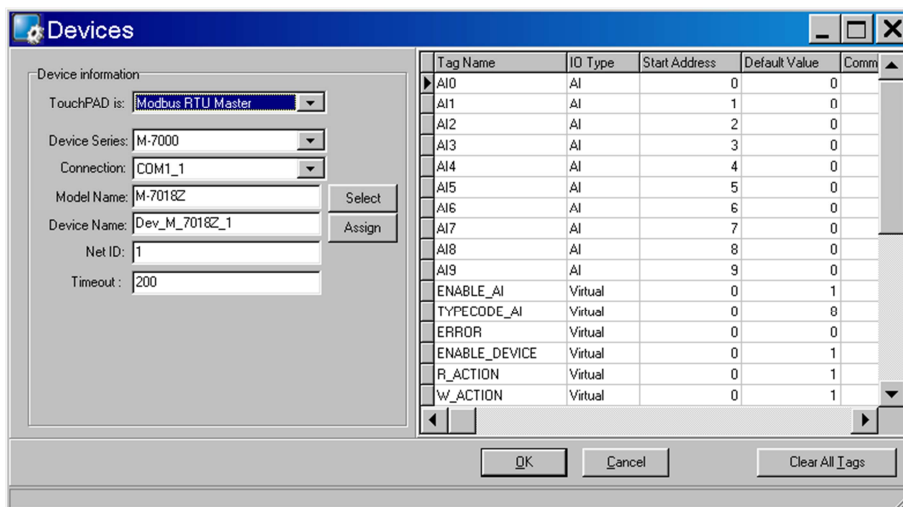 Devices
Device information
TouchPAD is: Modbus RTU Master
Device Series: M-7000
Connection: COM1_1
Model Name: M-7018Z
Select
Device Name: Dev_M_7018Z_1
Assign
Net ID: 1
Timeout : 200
Tag Name IO Type Start Address Default Value Comm
AI0 AI 0 0
AI1 AI 1 0
AI2 AI 2 0
AI3 AI 3 0
AI4 AI 4 0
AI5 AI 5 0
AI6 AI 6 0
AI7 AI 7 0
AI8 AI 8 0
AI9 AI 9 0
ENABLE_AI Virtual 0 1
TYPECODE_AI Virtual 0 8
ERROR Virtual 0 0
ENABLE_DEVICE Virtual 0 1
R_ACTION Virtual 0 1
W_ACTION Virtual 0 1
OK Cancel Clear All Tags